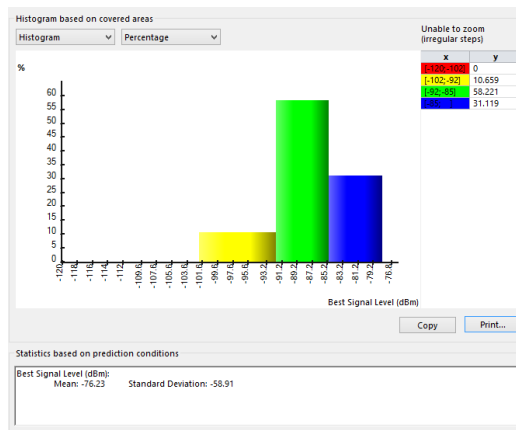 Histogram based on covered areas
Histogram Percentage
Unable to zoom
(irregular steps)
x y
[-120;-102] 0
[-102;-92] 10.659
[-92;-85] 58.221
31.119
%
60
55
50
45
40
35
30
25
20
15
10
5
0
-120 -118 -116 -114 -112 -109.6 -107.6 -105.6 -103.6 -101.6 -99.6 -97.6 -95.6 -93.2 -91.2 -89.2 -87.2 -85.2 -83.2 -81.2 -79.2 -76.8
Best Signal Level (dBm)
Copy Print...
Statistics based on prediction conditions
Best Signal Level (dBm):
Mean: -76.23 Standard Deviation: -58.91